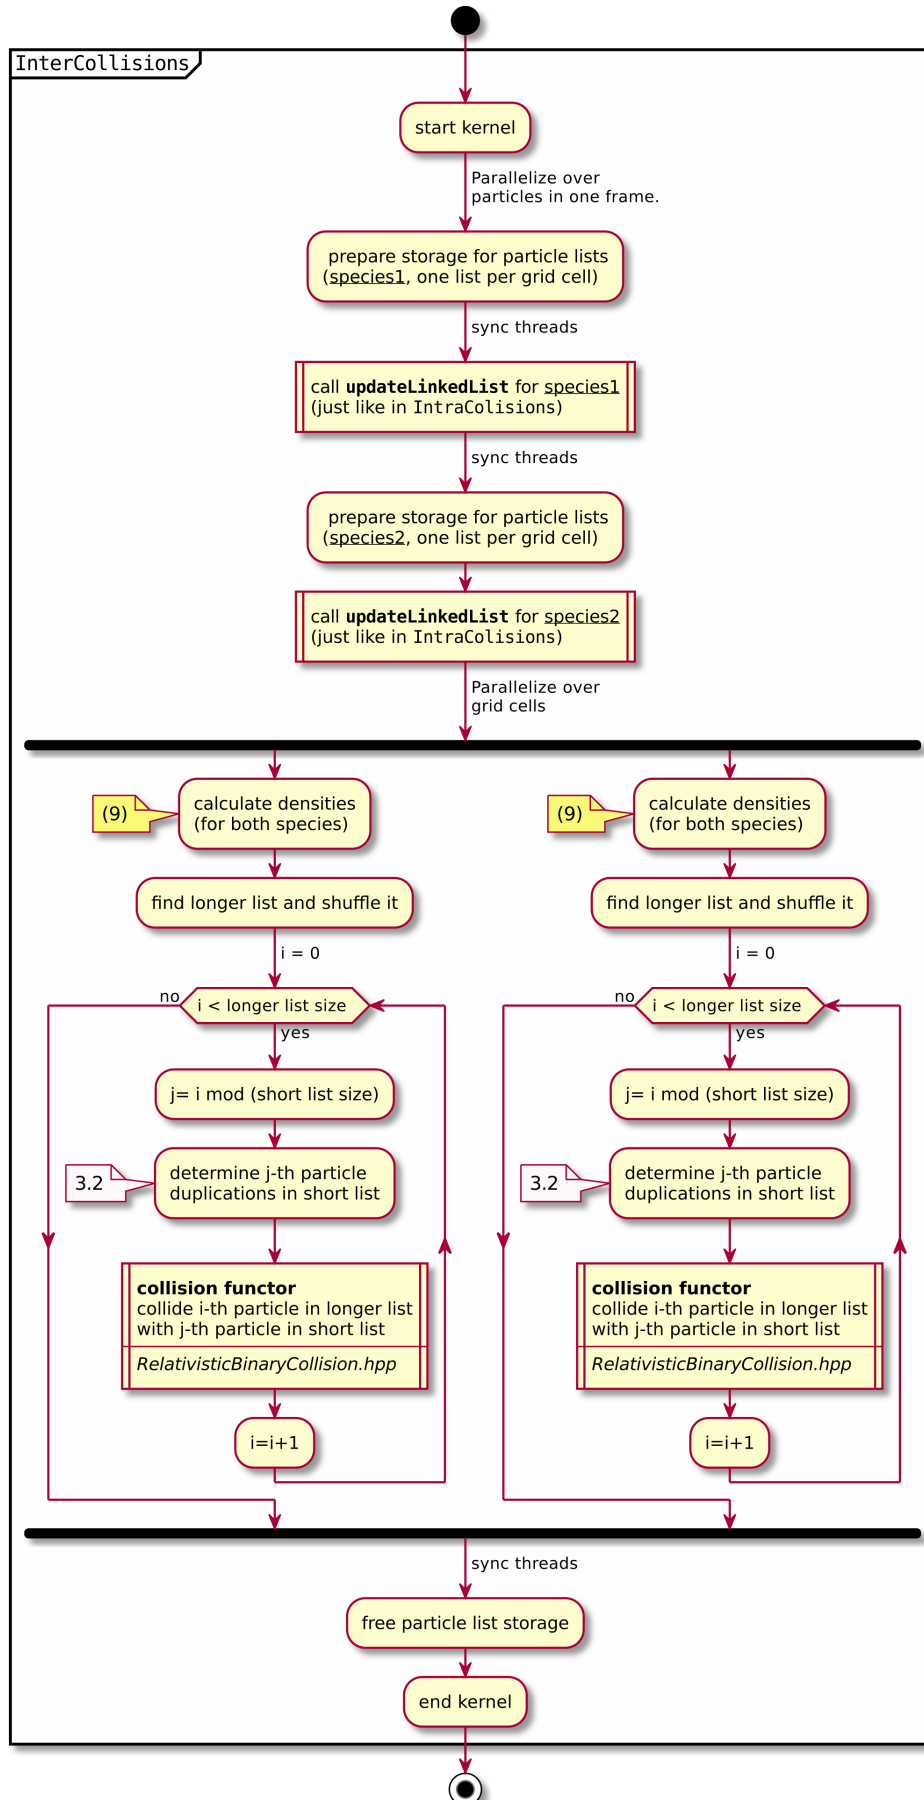 InterCollisions
start kernel
Parallelize over
particles in one frame.
prepare storage for particle lists
(species1, one list per grid cell)
sync threads
call updateLinkedList for species1
(just like in IntraColisions)
sync threads
prepare storage for particle lists
(species2, one list per grid cell)
call updateLinkedList for species2
(just like in IntraColisions)
Parallelize over
grid cells
(9)
calculate densities
(for both species)
find longer list and shuffle it
i = 0
no
i < longer list size
yes
j= i mod (short list size)
3.2
determine j-th particle
duplications in short list
collision functor
collide i-th particle in longer list
with j-th particle in short list
RelativisticBinaryCollision.hpp
i=i+1
(9)
calculate densities
(for both species)
find longer list and shuffle it
i = 0
no
i < longer list size
yes
j= i mod (short list size)
3.2
determine j-th particle
duplications in short list
collision functor
collide i-th particle in longer list
with j-th particle in short list
RelativisticBinaryCollision.hpp
i=i+1
sync threads
free particle list storage
end kernel